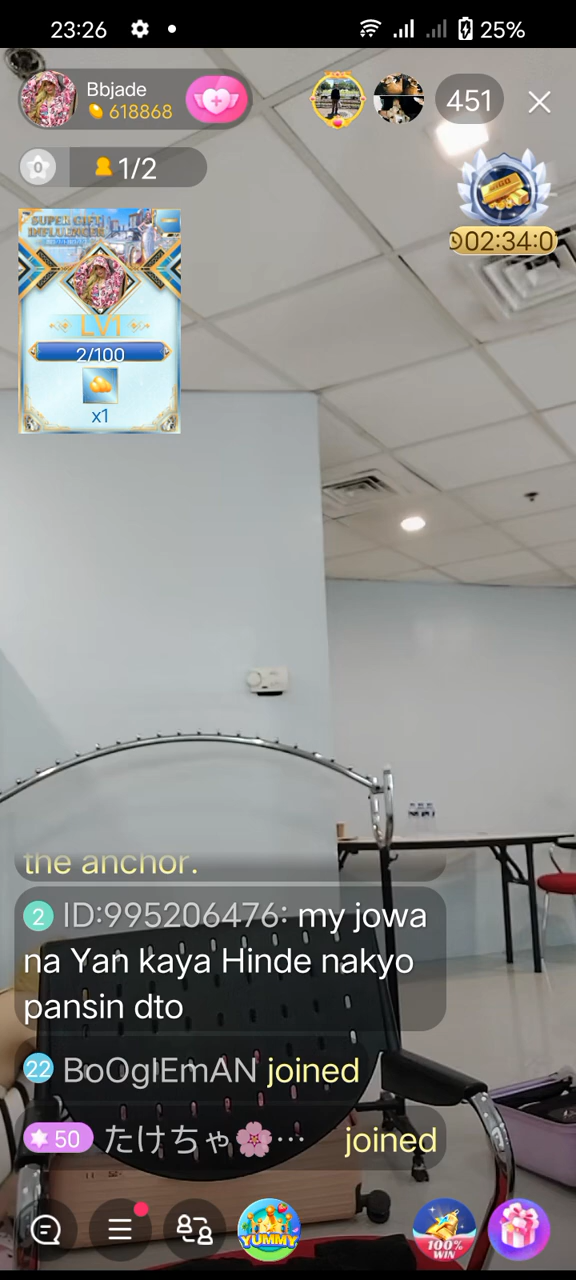 23:26
25%
Bbjade
618868
451
0
1/2
SUPER GIFT
INFLUENCER
02:34:0
LV1
2/100
x1
the anchor.
2 ID:995206476: my jowa
na Yan kaya Hinde nakyo
pansin dto
22 BoOgIEmAN joined
50 たけちゃ🌸… joined
YUMMY
100%
WIN